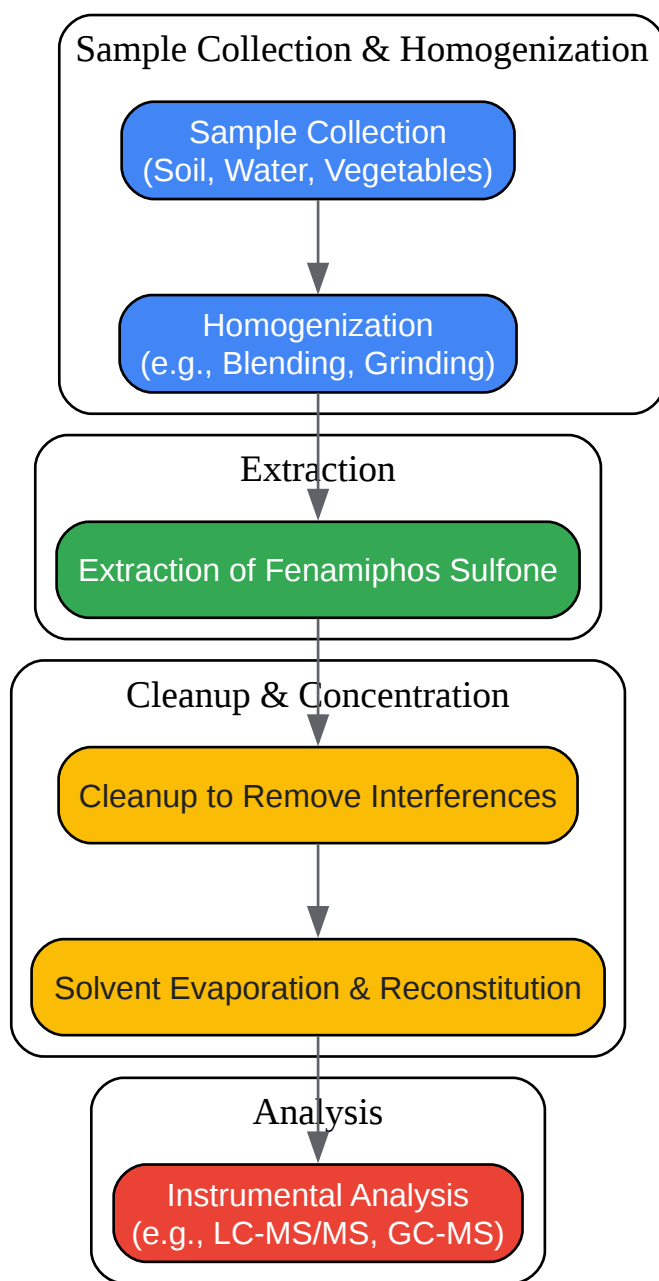 Sample Collection & Homogenization
Sample Collection
(Soil, Water, Vegetables)
Homogenization
(e.g., Blending, Grinding)
Extraction
Extraction of Fenamiphos Sulfone
Cleanup & Concentration
Cleanup to Remove Interferences
Solvent Evaporation & Reconstitution
Analysis
Instrumental Analysis
(e.g., LC-MS/MS, GC-MS)